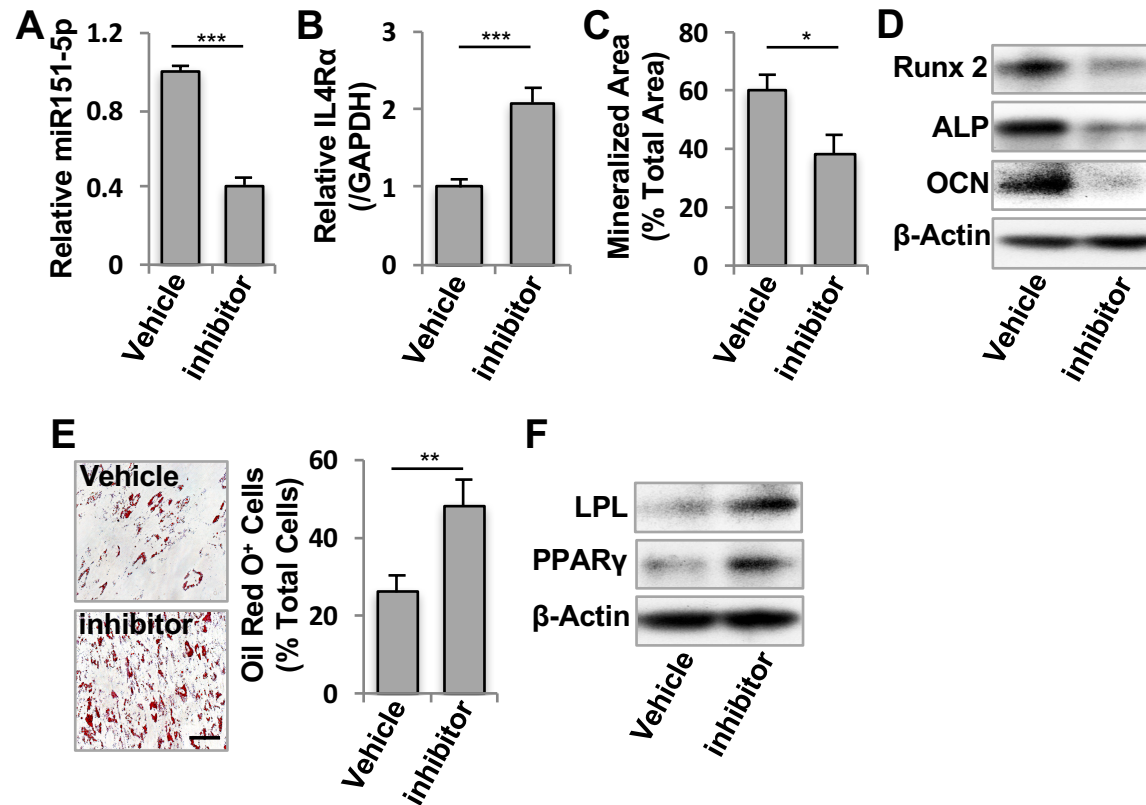 A
Relative miR151-5p
1.2
0.8
0.4
0
***
Vehicle
inhibitor
B
Relative IL4Rα
(/GAPDH)
3
2
1
0
***
Vehicle
inhibitor
C
Mineralized Area
(% Total Area)
80
60
40
20
0
*
Vehicle
inhibitor
D
Runx 2
ALP
OCN
β-Actin
Vehicle
inhibitor
E
Vehicle
inhibitor
Oil Red O⁺ Cells
(% Total Cells)
60
40
20
0
**
Vehicle
inhibitor
F
LPL
PPARγ
β-Actin
Vehicle
inhibitor